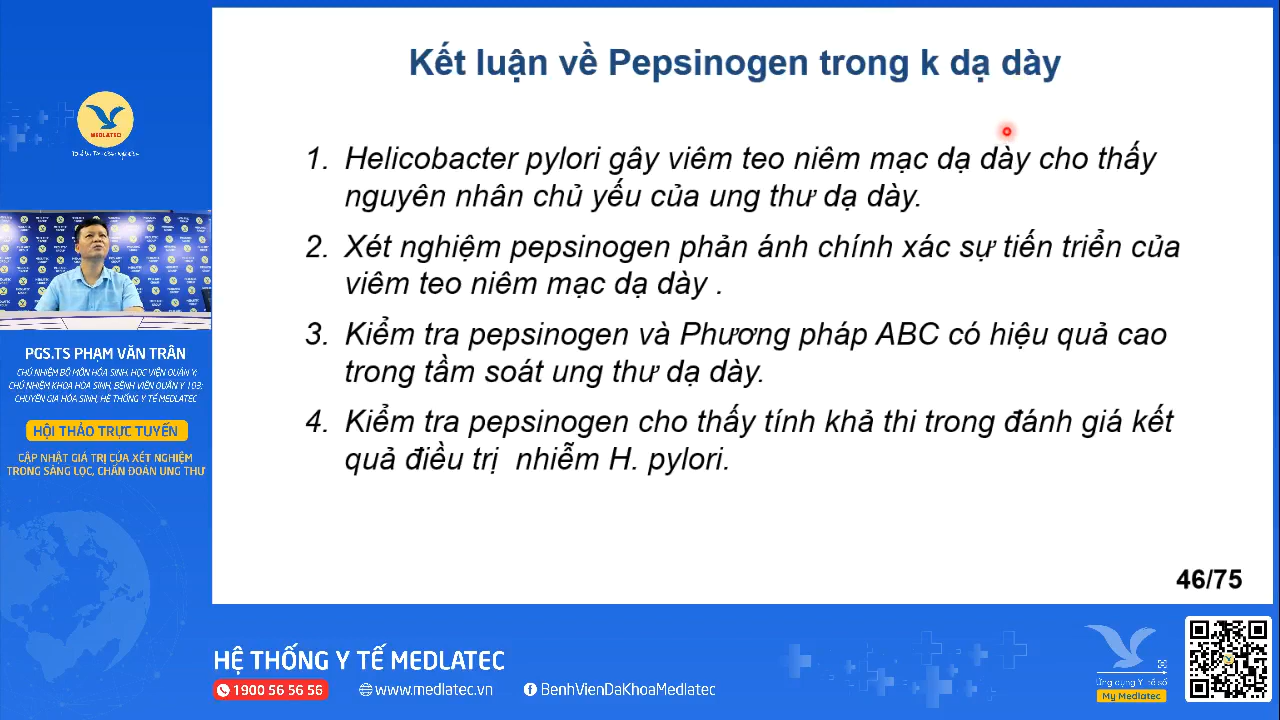 Kết luận về Pepsinogen trong k dạ dày
1. Helicobacter pylori gây viêm teo niêm mạc dạ dày cho thấy
nguyên nhân chủ yếu của ung thư dạ dày.
2. Xét nghiệm pepsinogen phản ánh chính xác sự tiến triển của
viêm teo niêm mạc dạ dày .
3. Kiểm tra pepsinogen và Phương pháp ABC có hiệu quả cao
trong tầm soát ung thư dạ dày.
4. Kiểm tra pepsinogen cho thấy tính khả thi trong đánh giá kết
quả điều trị  nhiễm H. pylori.
46/75
MEDLATEC
PGS.TS PHẠM VĂN TRÂN
CHỦ NHIỆM BỘ MÔN HÓA SINH, HỌC VIỆN QUÂN Y;
CHỦ NHIỆM KHOA HÓA SINH, BỆNH VIỆN QUÂN Y 103;
CHUYÊN GIA HÓA SINH, HỆ THỐNG Y TẾ MEDLATEC
HỘI THẢO TRỰC TUYẾN
CẬP NHẬT GIÁ TRỊ CỦA XÉT NGHIỆM
TRONG SÀNG LỌC, CHẨN ĐOÁN UNG THƯ
HỆ THỐNG Y TẾ MEDLATEC
1900 56 56 56
www.medlatec.vn
BenhVienDaKhoaMedlatec
Ứng dụng Y tế số
My Medlatec